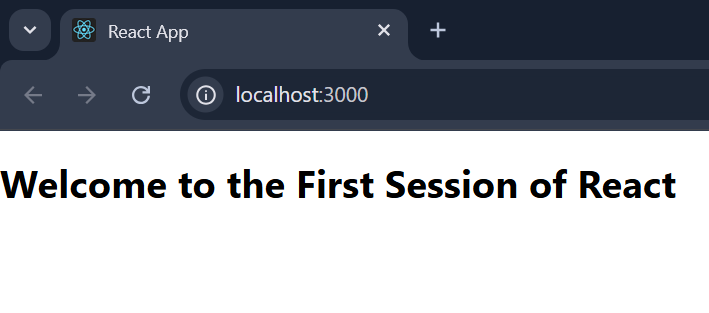 React App
localhost:3000
Welcome to the First Session of React